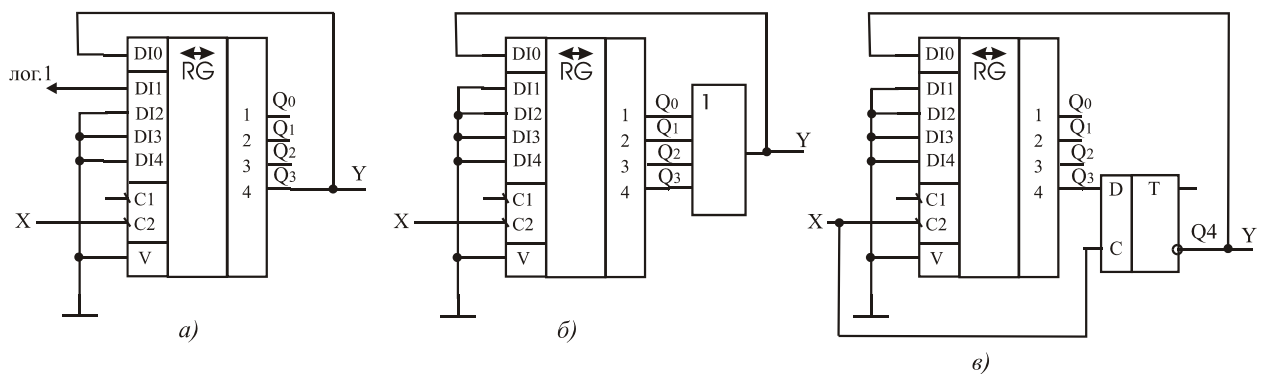 лог.1
X
DI0
DI1
DI2
DI3
DI4
C1
C2
V
RG
1
2
3
4
Q0
Q1
Q2
Q3
Y
а)
X
DI0
DI1
DI2
DI3
DI4
C1
C2
V
RG
1
2
3
4
Q0
Q1
Q2
Q3
1
Y
б)
X
DI0
DI1
DI2
DI3
DI4
C1
C2
V
RG
1
2
3
4
Q0
Q1
Q2
Q3
D
T
C
Q4
Y
в)